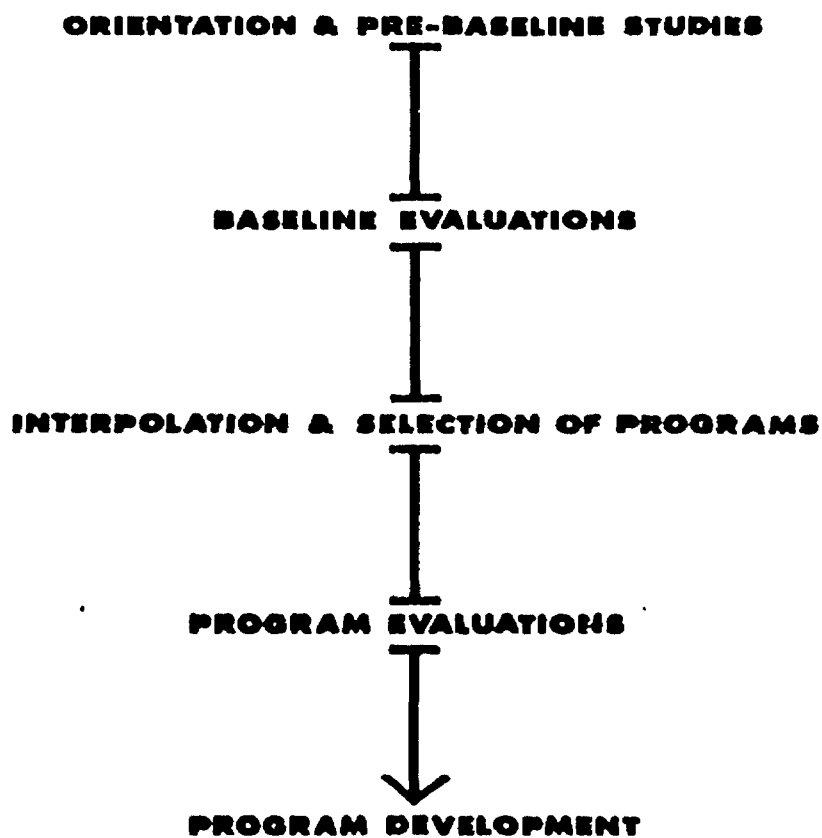 ORIENTATION & PRE-BASELINE STUDIES
BASELINE EVALUATIONS
INTERPOLATION & SELECTION OF PROGRAMS
PROGRAM EVALUATIONS
PROGRAM DEVELOPMENT